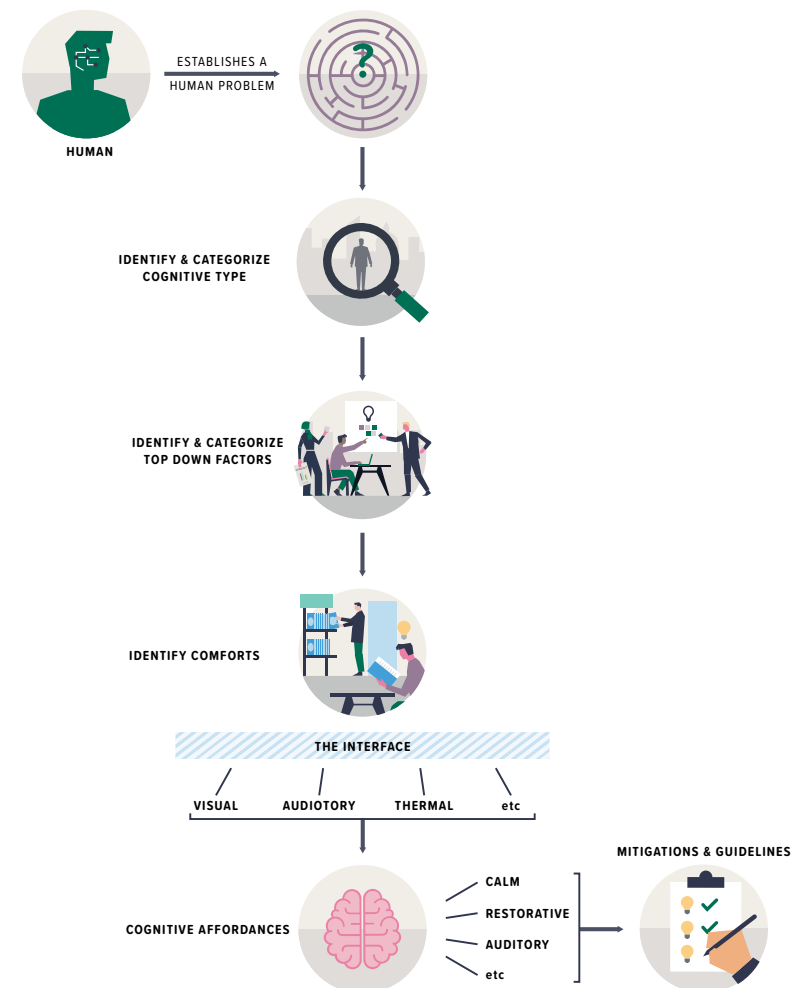 ESTABLISHES A
HUMAN PROBLEM
?
HUMAN
IDENTIFY & CATEGORIZE
COGNITIVE TYPE
IDENTIFY & CATEGORIZE
TOP DOWN FACTORS
IDENTIFY COMFORTS
THE INTERFACE
VISUAL AUDIOTORY THERMAL etc
MITIGATIONS & GUIDELINES
COGNITIVE AFFORDANCES
CALM
RESTORATIVE
AUDITORY
etc